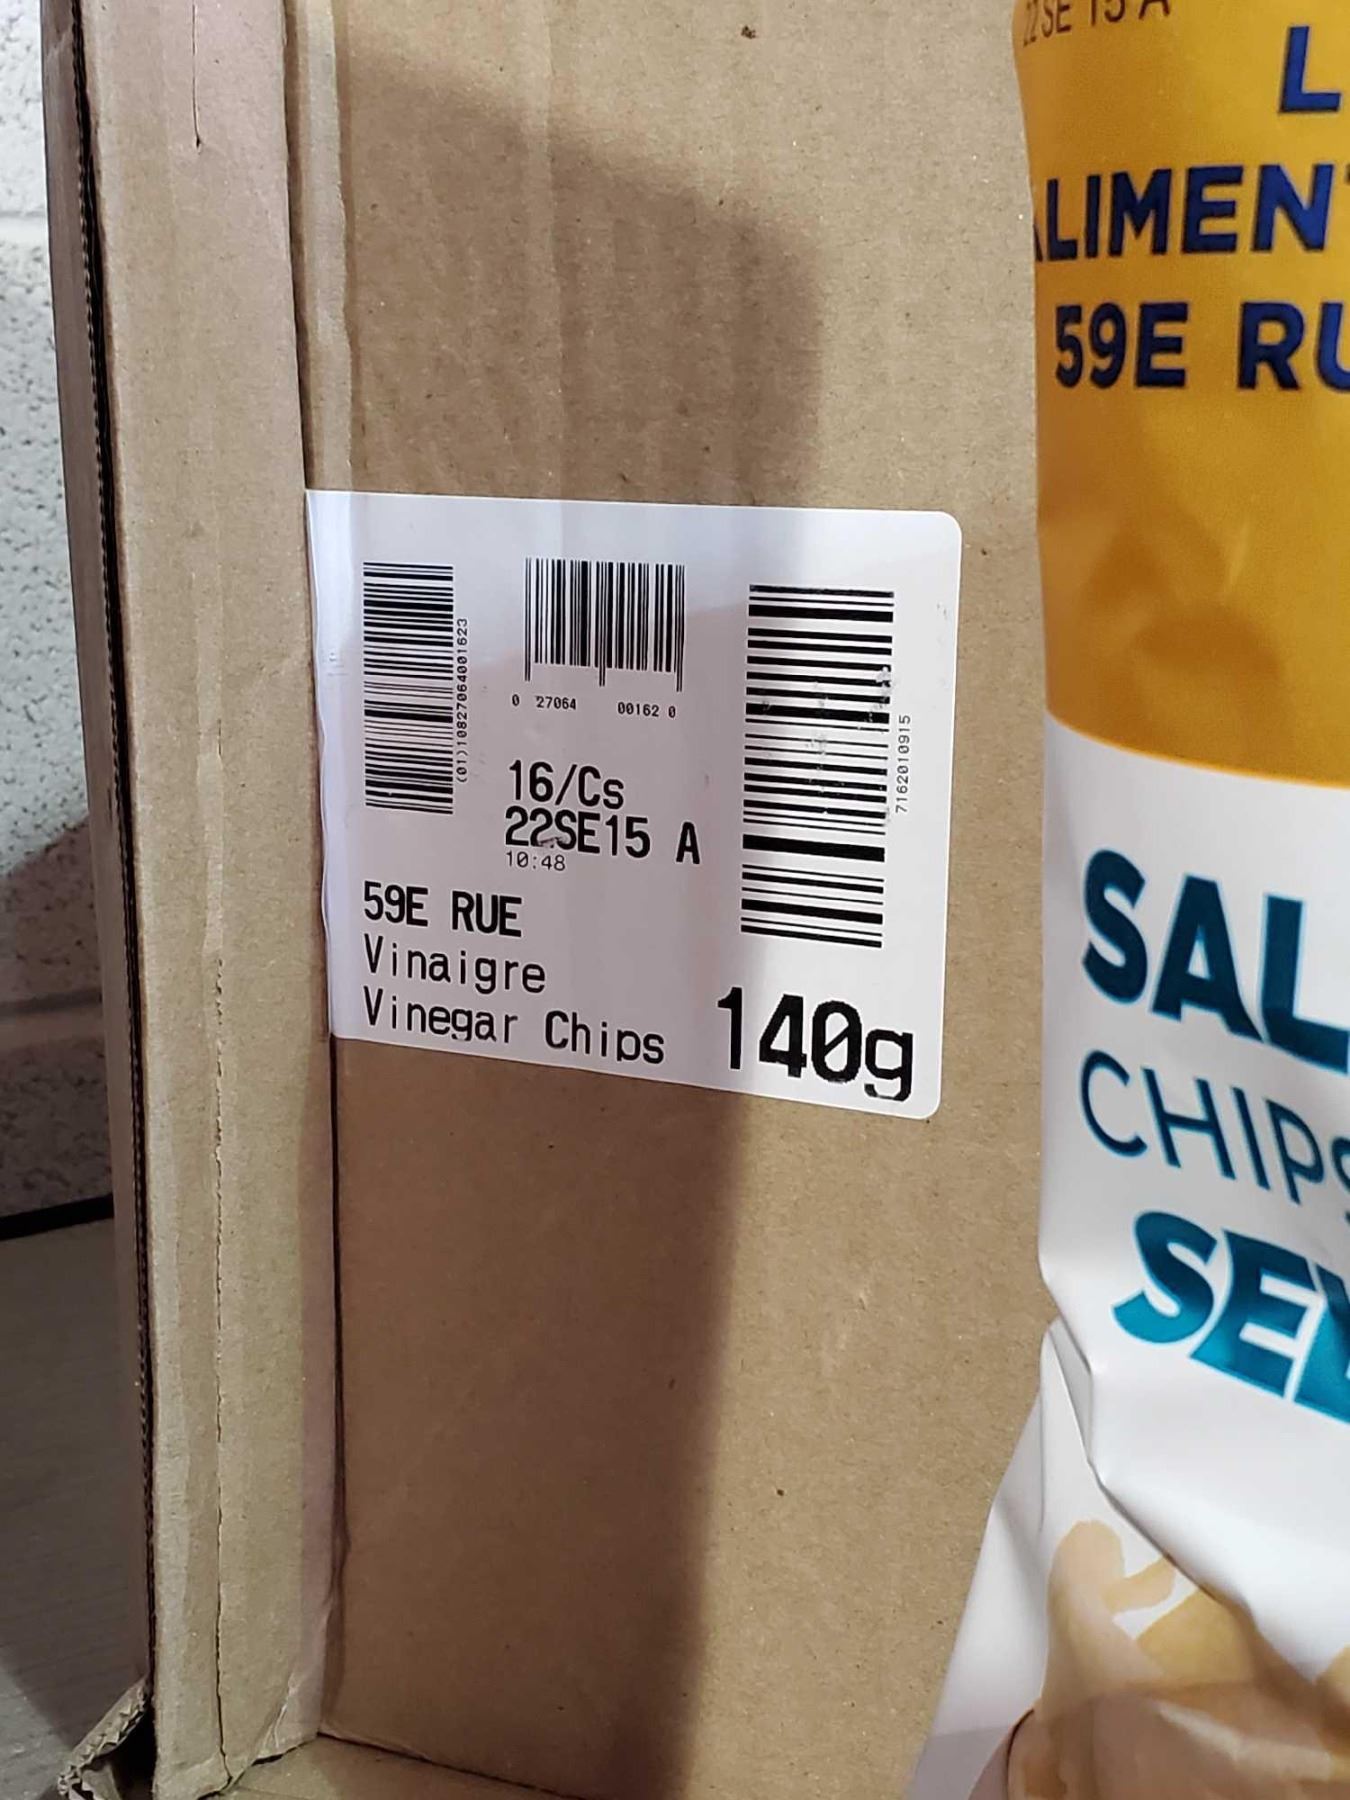 (01)10827064001623
0 27064 00162 0
7162010915
16/Cs
22SE15 A
10:48
59E RUE
Vinaigre
Vinegar Chips
140g
22SE 15 A
L
LIMEN
59E RU
SAL
CHIPS
SE